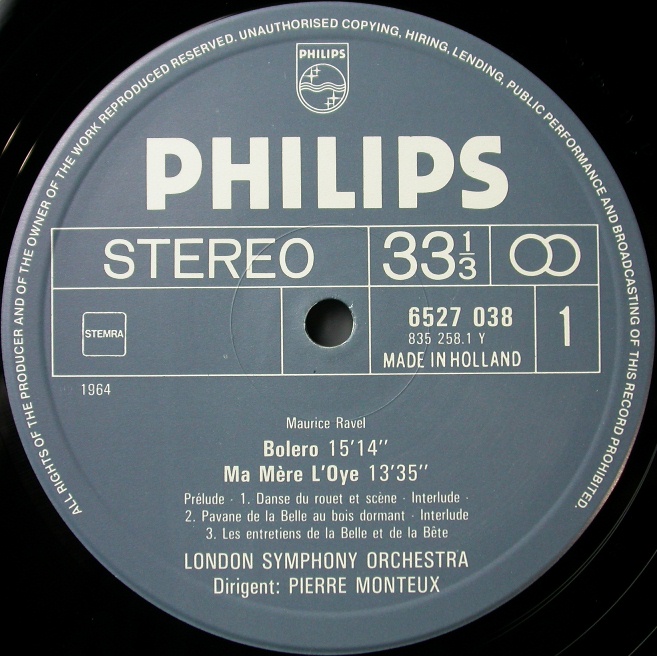 ALL RIGHTS OF THE PRODUCER AND OF THE OWNER OF THE WORK REPRODUCED RESERVED. UNAUTHORISED COPYING, HIRING, LENDING, PUBLIC PERFORMANCE AND BROADCASTING OF THIS RECORD PROHIBITED.
PHILIPS
PHILIPS
STEREO 33 1/3
STEMRA
6527 038
835 258.1 Y
MADE IN HOLLAND
1
1964
Maurice Ravel
Bolero 15'14''
Ma Mère L'Oye 13'35''
Prélude · 1. Danse du rouet et scène · Interlude ·
2. Pavane de la Belle au bois dormant · Interlude
3. Les entretiens de la Belle et de la Bête
LONDON SYMPHONY ORCHESTRA
Dirigent: PIERRE MONTEUX